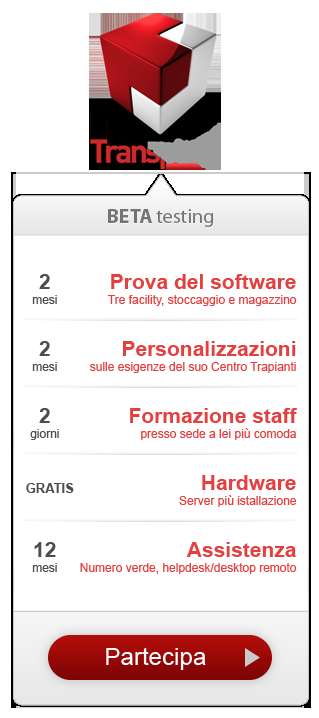 BETA testing
2
mesi
Prova del software
Tre facility, stoccaggio e magazzino
2
mesi
Personalizzazioni
sulle esigenze del suo Centro Trapianti
2
giorni
Formazione staff
presso sede a lei più comoda
GRATIS
Hardware
Server più istallazione
12
mesi
Assistenza
Numero verde, helpdesk/desktop remoto
Partecipa